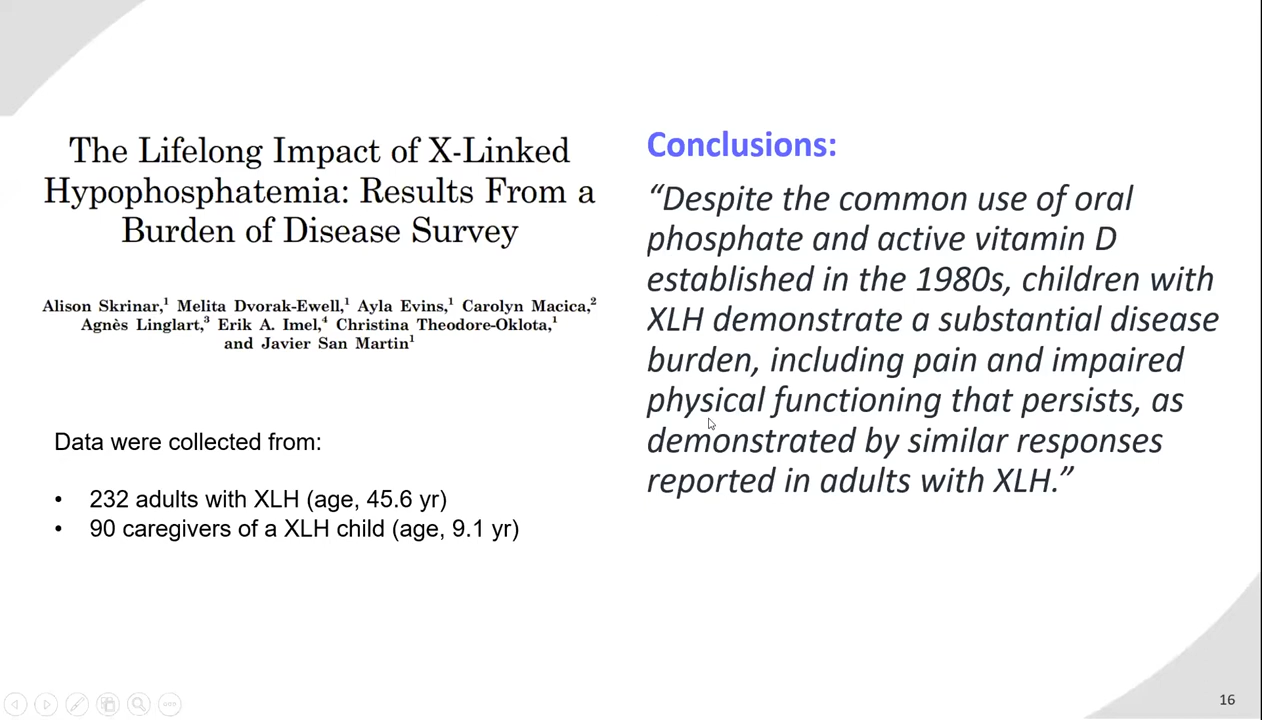 The Lifelong Impact of X-Linked
Hypophosphatemia: Results From a
Burden of Disease Survey
Alison Skrinar,¹ Melita Dvorak-Ewell,¹ Ayla Evins,¹ Carolyn Macica,²
Agnès Linglart,³ Erik A. Imel,⁴ Christina Theodore-Oklota,¹
and Javier San Martin¹
Data were collected from:
• 232 adults with XLH (age, 45.6 yr)
• 90 caregivers of a XLH child (age, 9.1 yr)
Conclusions:
“Despite the common use of oral
phosphate and active vitamin D
established in the 1980s, children with
XLH demonstrate a substantial disease
burden, including pain and impaired
physical functioning that persists, as
demonstrated by similar responses
reported in adults with XLH.”
16